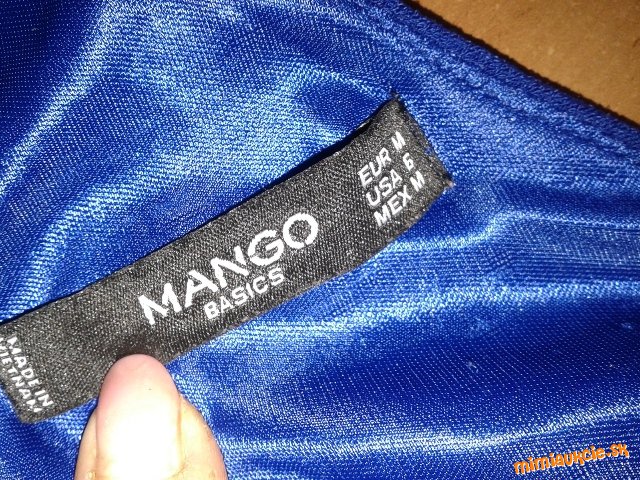 MADE IN
VIETNAM
MANGO
BASICS
EUR M
USA 6
MEX M
mimiaukcie.sk